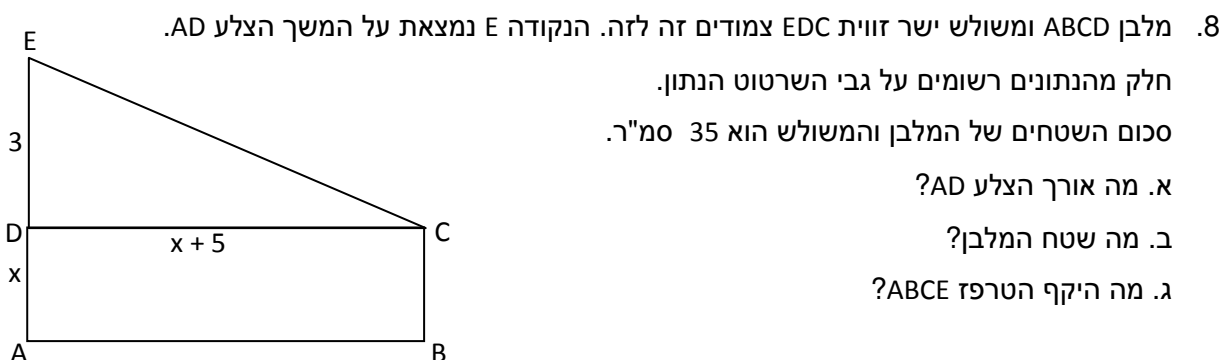 8. מלבן ABCD ומשולש ישר זווית EDC צמודים זה לזה. הנקודה E נמצאת על המשך הצלע AD.
חלק מהנתונים רשומים על גבי השרטוט הנתון.
סכום השטחים של המלבן והמשולש הוא 35 סמ"ר.
א. מה אורך הצלע AD?
ב. מה שטח המלבן?
ג. מה היקף הטרפז ABCE?
E
3
D
C
x + 5
x
A
B